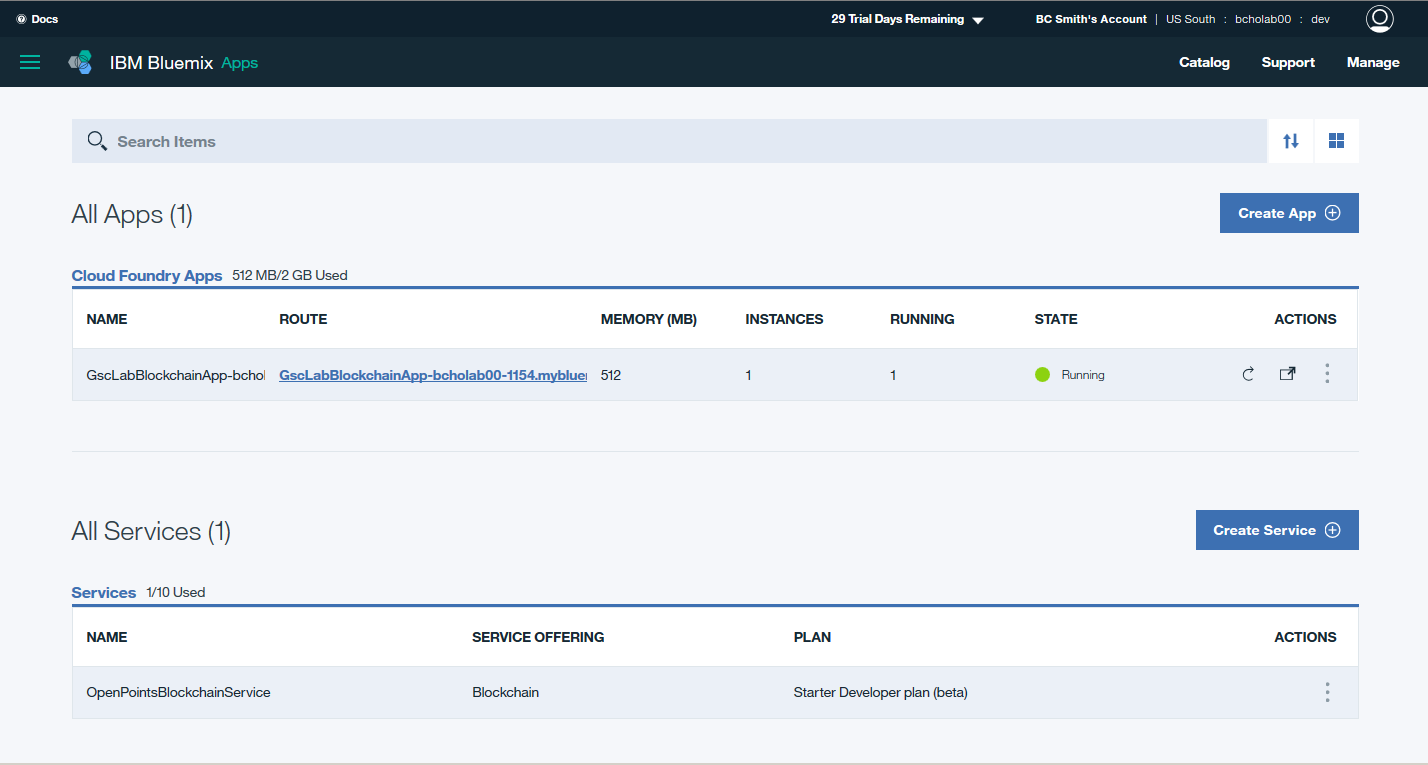 Docs
29 Trial Days Remaining
BC Smith's Account | US South : bcholab00 : dev
IBM Bluemix Apps
Catalog Support Manage
Search Items
All Apps (1)
Create App
Cloud Foundry Apps 512 MB/2 GB Used
NAME ROUTE MEMORY (MB) INSTANCES RUNNING STATE ACTIONS
GscLabBlockchainApp-bchol GscLabBlockchainApp-bcholab00-1154.mybluer 512 1 1 Running
All Services (1)
Create Service
Services 1/10 Used
NAME SERVICE OFFERING PLAN ACTIONS
OpenPointsBlockchainService Blockchain Starter Developer plan (beta)